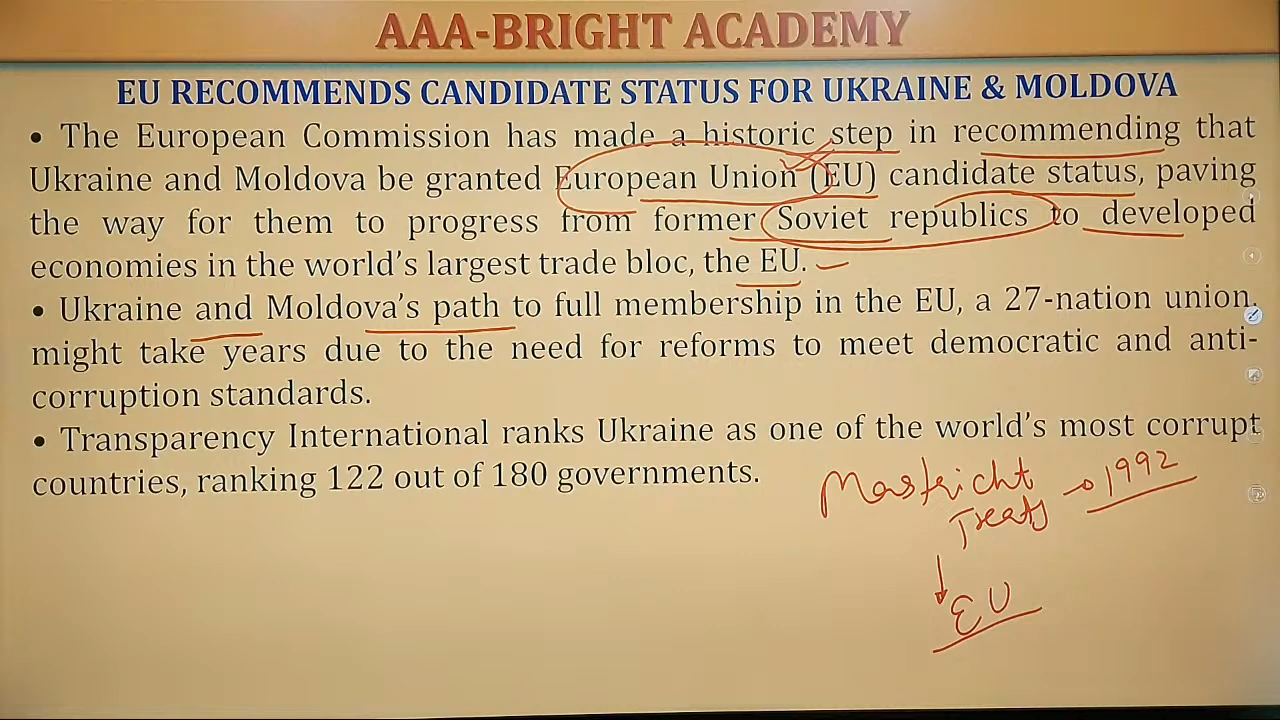 AAA-BRIGHT ACADEMY
EU RECOMMENDS CANDIDATE STATUS FOR UKRAINE & MOLDOVA
• The European Commission has made a historic step in recommending that
Ukraine and Moldova be granted European Union (EU) candidate status, paving
the way for them to progress from former Soviet republics to developed
economies in the world's largest trade bloc, the EU.
• Ukraine and Moldova's path to full membership in the EU, a 27-nation union,
might take years due to the need for reforms to meet democratic and anti-
corruption standards.
• Transparency International ranks Ukraine as one of the world's most corrupt
countries, ranking 122 out of 180 governments.
Mastricht → 1992
Treaty
↓
EU